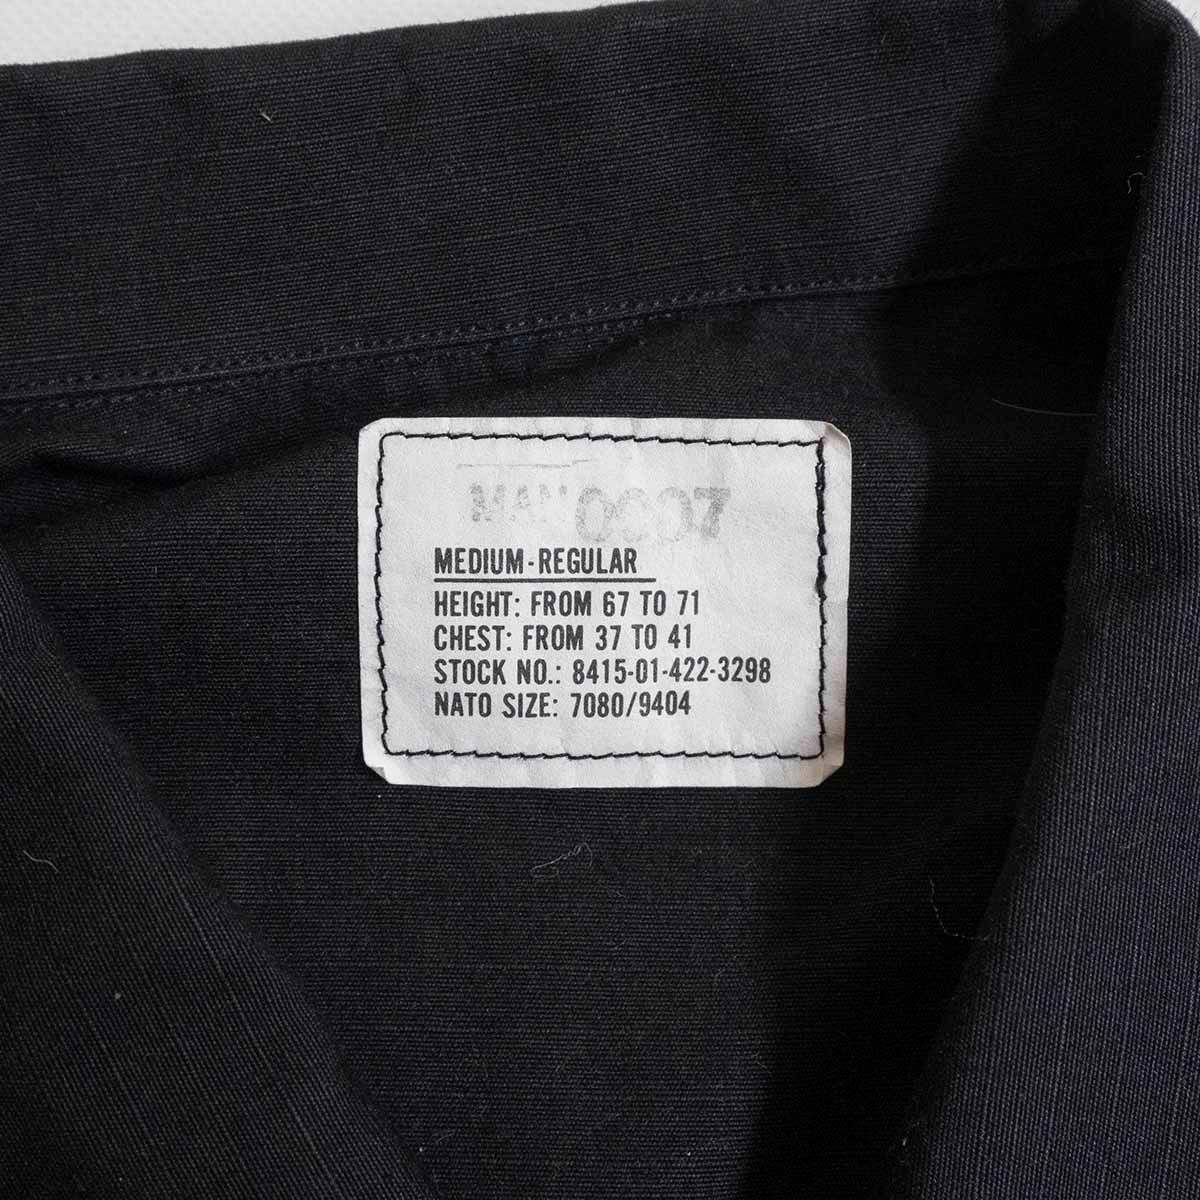 MEDIUM-REGULAR
HEIGHT: FROM 67 TO 71
CHEST: FROM 37 TO 41
STOCK NO.: 8415-01-422-3298
NATO SIZE: 7080/9404